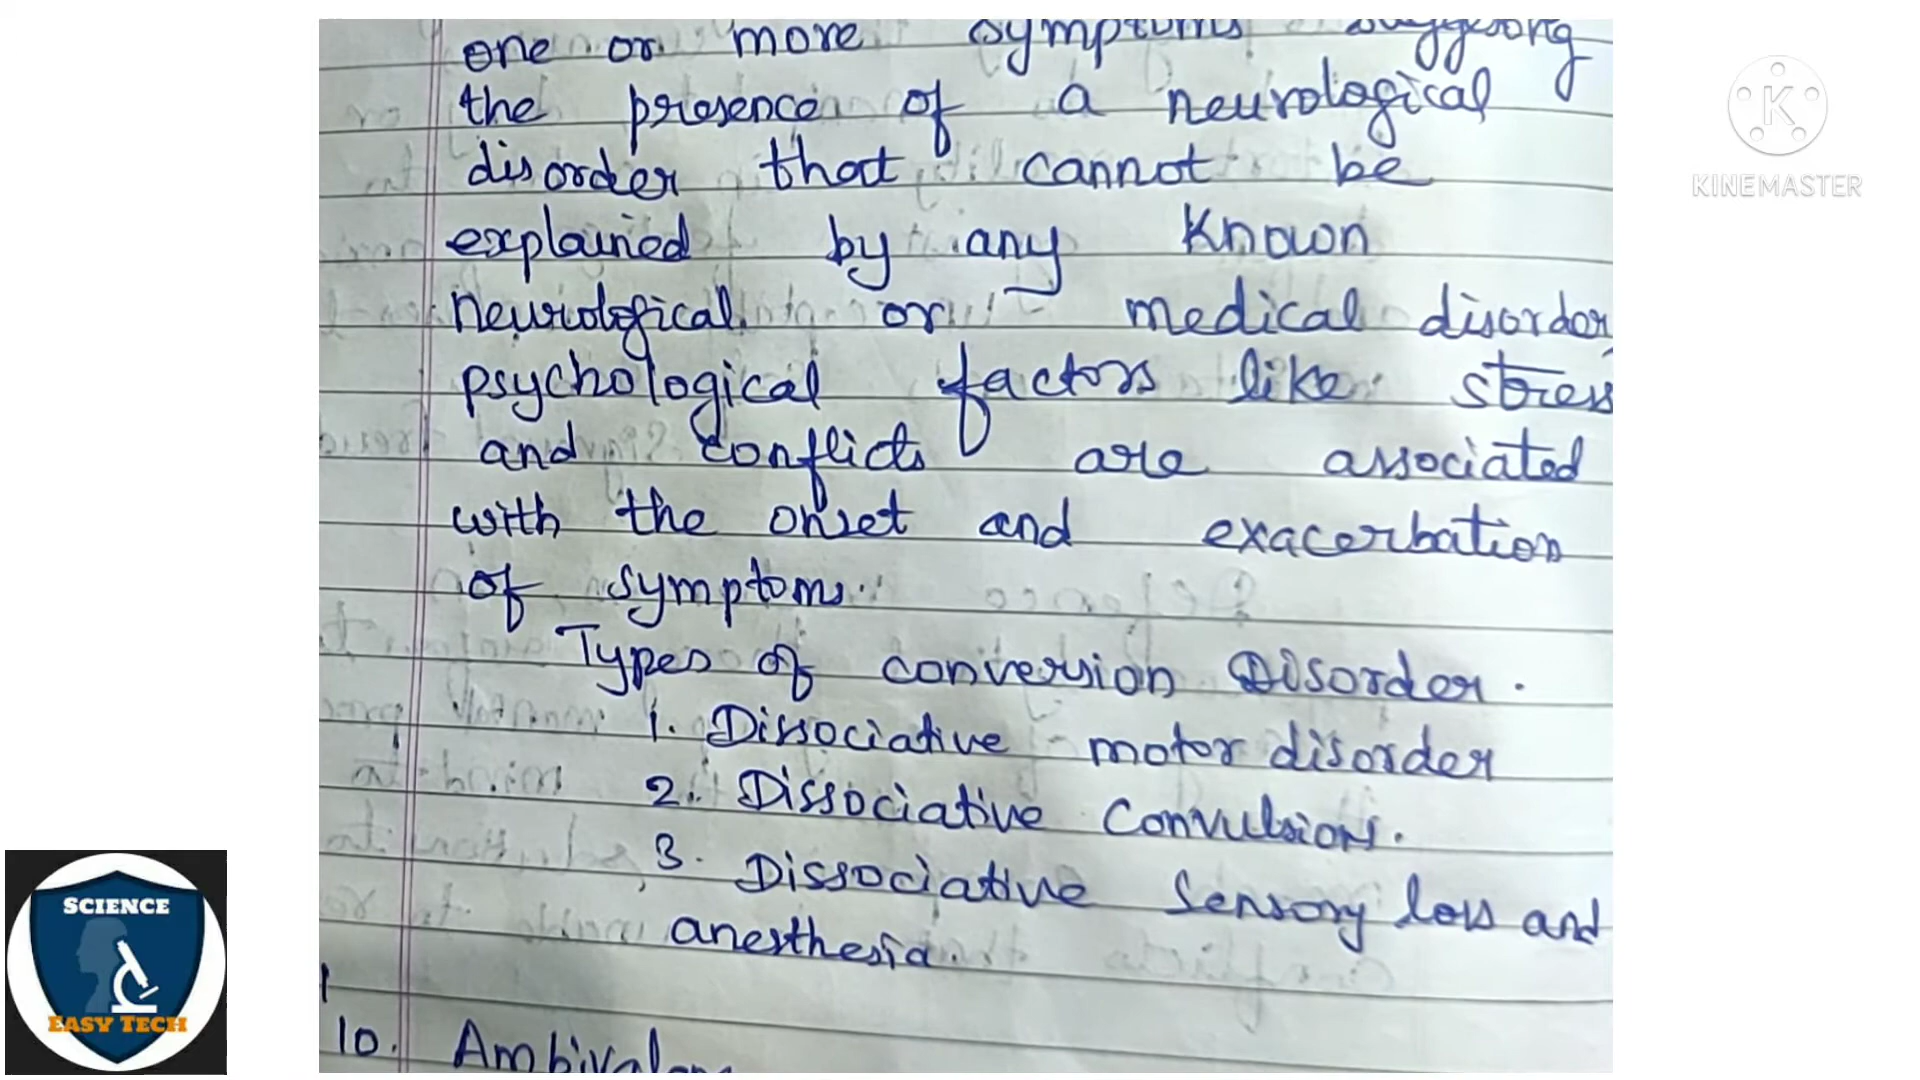 one or more symptoms suggesting
the presence of a neurological
disorder that cannot be
explained by any Known
neurological or medical disorder,
psychological factors like stress
and conflicts are associated
with the onset and exacerbation
of symptoms.
Types of conversion Disorder.
1. Dissociative motor disorder
2. Dissociative Convulsions.
3. Dissociative Sensory loss and
anesthesia.
10.
KINEMASTER
SCIENCE
EASY TECH